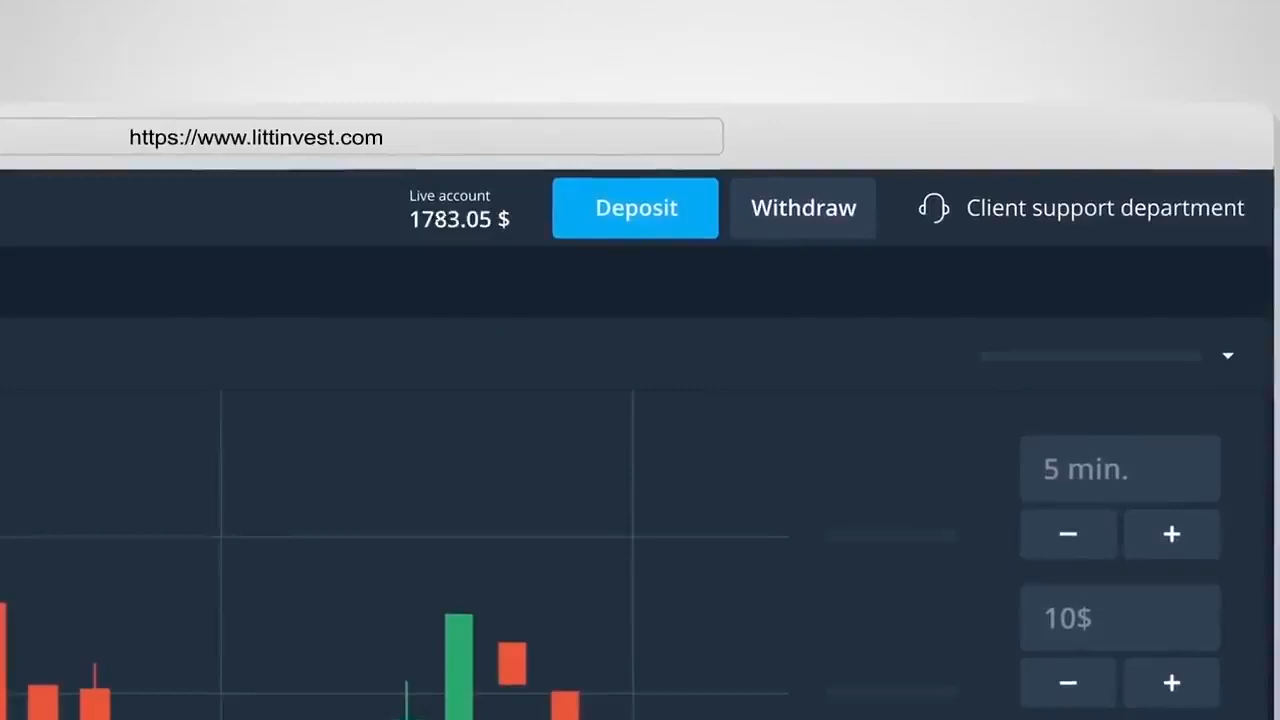 https://www.littinvest.com
Live account
1783.05 $
Deposit
Withdraw
Client support department
5 min.
− +
10$
− +